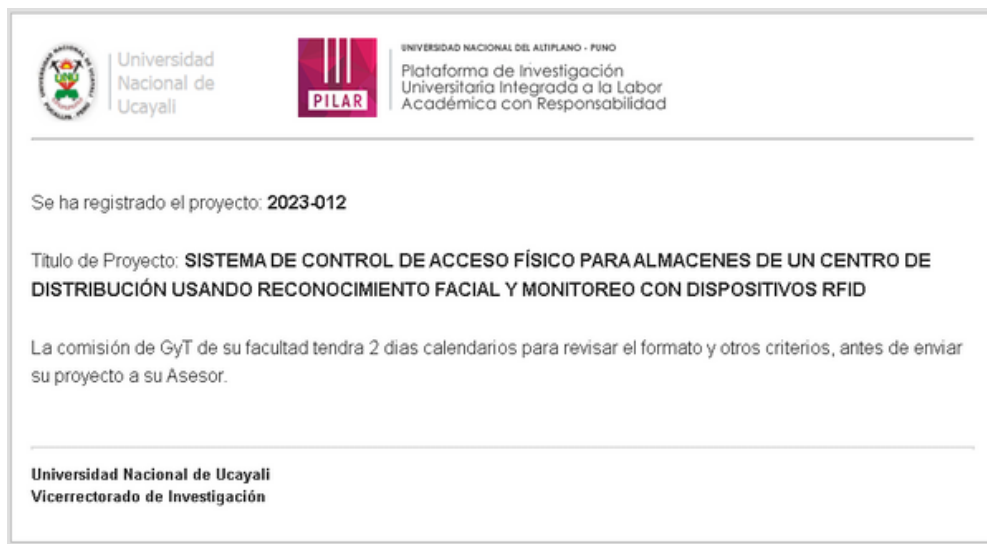 UNU
Universidad
Nacional de
Ucayali
PILAR
UNIVERSIDAD NACIONAL DEL ALTIPLANO - PUNO
Plataforma de Investigación
Universitaria Integrada a la Labor
Académica con Responsabilidad
Se ha registrado el proyecto: 2023-012
Título de Proyecto: SISTEMA DE CONTROL DE ACCESO FÍSICO PARA ALMACENES DE UN CENTRO DE
DISTRIBUCIÓN USANDO RECONOCIMIENTO FACIAL Y MONITOREO CON DISPOSITIVOS RFID
La comisión de GyT de su facultad tendra 2 dias calendarios para revisar el formato y otros criterios, antes de enviar
su proyecto a su Asesor.
Universidad Nacional de Ucayali
Vicerrectorado de Investigación